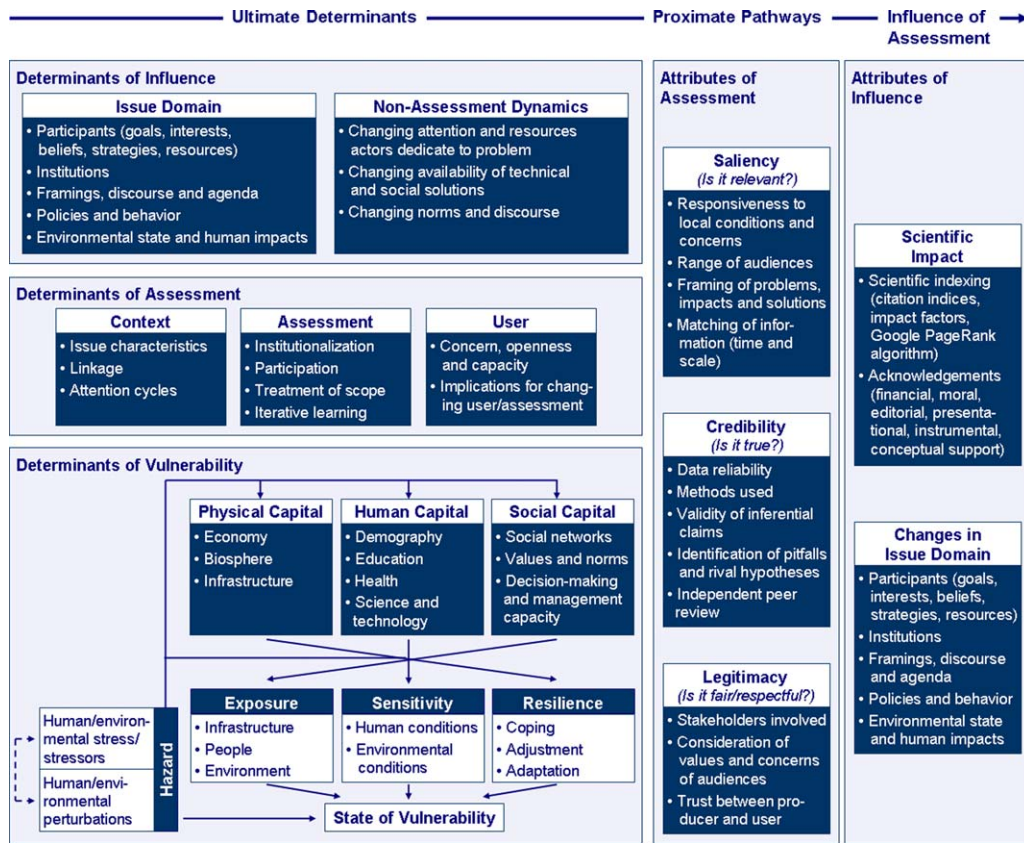 Ultimate Determinants
Proximate Pathways
Influence of
Assessment
Determinants of Influence
Issue Domain
• Participants (goals, interests,
beliefs, strategies, resources)
• Institutions
• Framings, discourse and agenda
• Policies and behavior
• Environmental state and human impacts
Non-Assessment Dynamics
• Changing attention and resources
actors dedicate to problem
• Changing availability of technical
and social solutions
• Changing norms and discourse
Determinants of Assessment
Context
• Issue characteristics
• Linkage
• Attention cycles
Assessment
• Institutionalization
• Participation
• Treatment of scope
• Iterative learning
User
• Concern, openness
and capacity
• Implications for chang-
ing user/assessment
Determinants of Vulnerability
Physical Capital
• Economy
• Biosphere
• Infrastructure
Human Capital
• Demography
• Education
• Health
• Science and
technology
Social Capital
• Social networks
• Values and norms
• Decision-making
and management
capacity
Exposure
• Infrastructure
• People
• Environment
Sensitivity
• Human conditions
• Environmental
conditions
Resilience
• Coping
• Adjustment
• Adaptation
Human/environ-
mental stress/
stressors
Human/envi-
ronmental
perturbations
Hazard
State of Vulnerability
Attributes of
Assessment
Saliency
(Is it relevant?)
• Responsiveness to
local conditions and
concerns
• Range of audiences
• Framing of problems,
impacts and solutions
• Matching of infor-
mation (time and
scale)
Credibility
(Is it true?)
• Data reliability
• Methods used
• Validity of inferential
claims
• Identification of pitfalls
and rival hypotheses
• Independent peer
review
Legitimacy
(Is it fair/respectful?)
• Stakeholders involved
• Consideration of
values and concerns
of audiences
• Trust between pro-
ducer and user
Attributes of
Influence
Scientific
Impact
• Scientific indexing
(citation indices,
impact factors,
Google PageRank
algorithm)
• Acknowledgements
(financial, moral,
editorial, presenta-
tional, instrumental,
conceptual support)
Changes in
Issue Domain
• Participants (goals,
interests, beliefs,
strategies, resources)
• Institutions
• Framings, discourse
and agenda
• Policies and behavior
• Environmental state
and human impacts